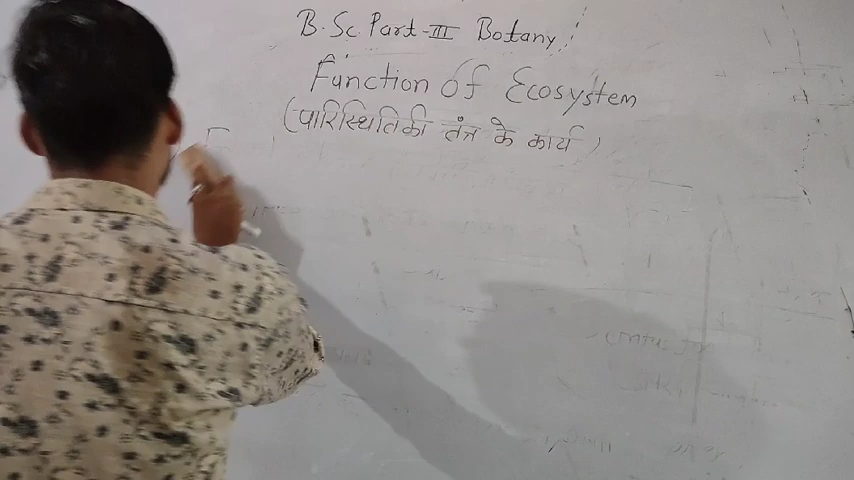 B.Sc. Part-III Botany
Function of Ecosystem
(पारिस्थितिकी तंत्र के कार्य)